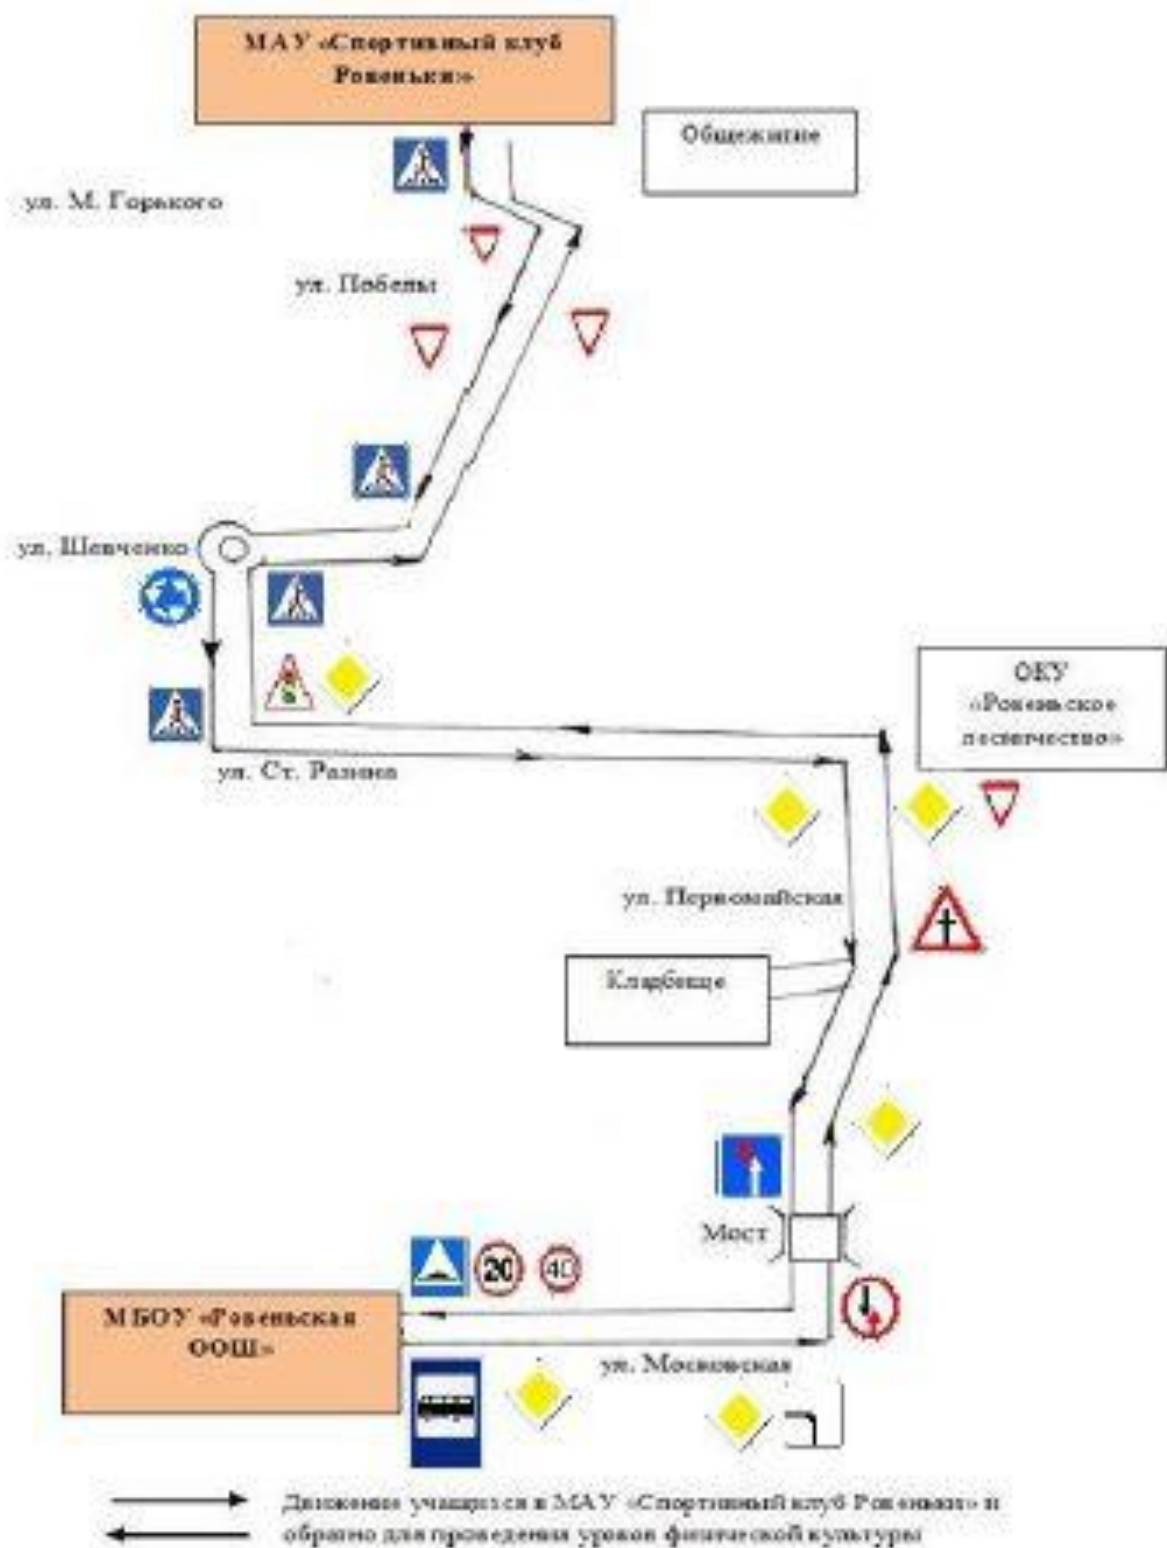 МАУ «Спортивный клуб
Ровеньки»
Общежитие
ул. М. Горького
ул. Победы
ул. Шевченко
ОКУ
«Ровеньское
лесничество»
ул. Ст. Разина
ул. Первомайская
Кладбище
Мост
20
40
МБОУ «Ровеньская
ООШ»
ул. Московская
Движение учащихся в МАУ «Спортивный клуб Ровеньки» и
обратно для проведения уроков физической культуры